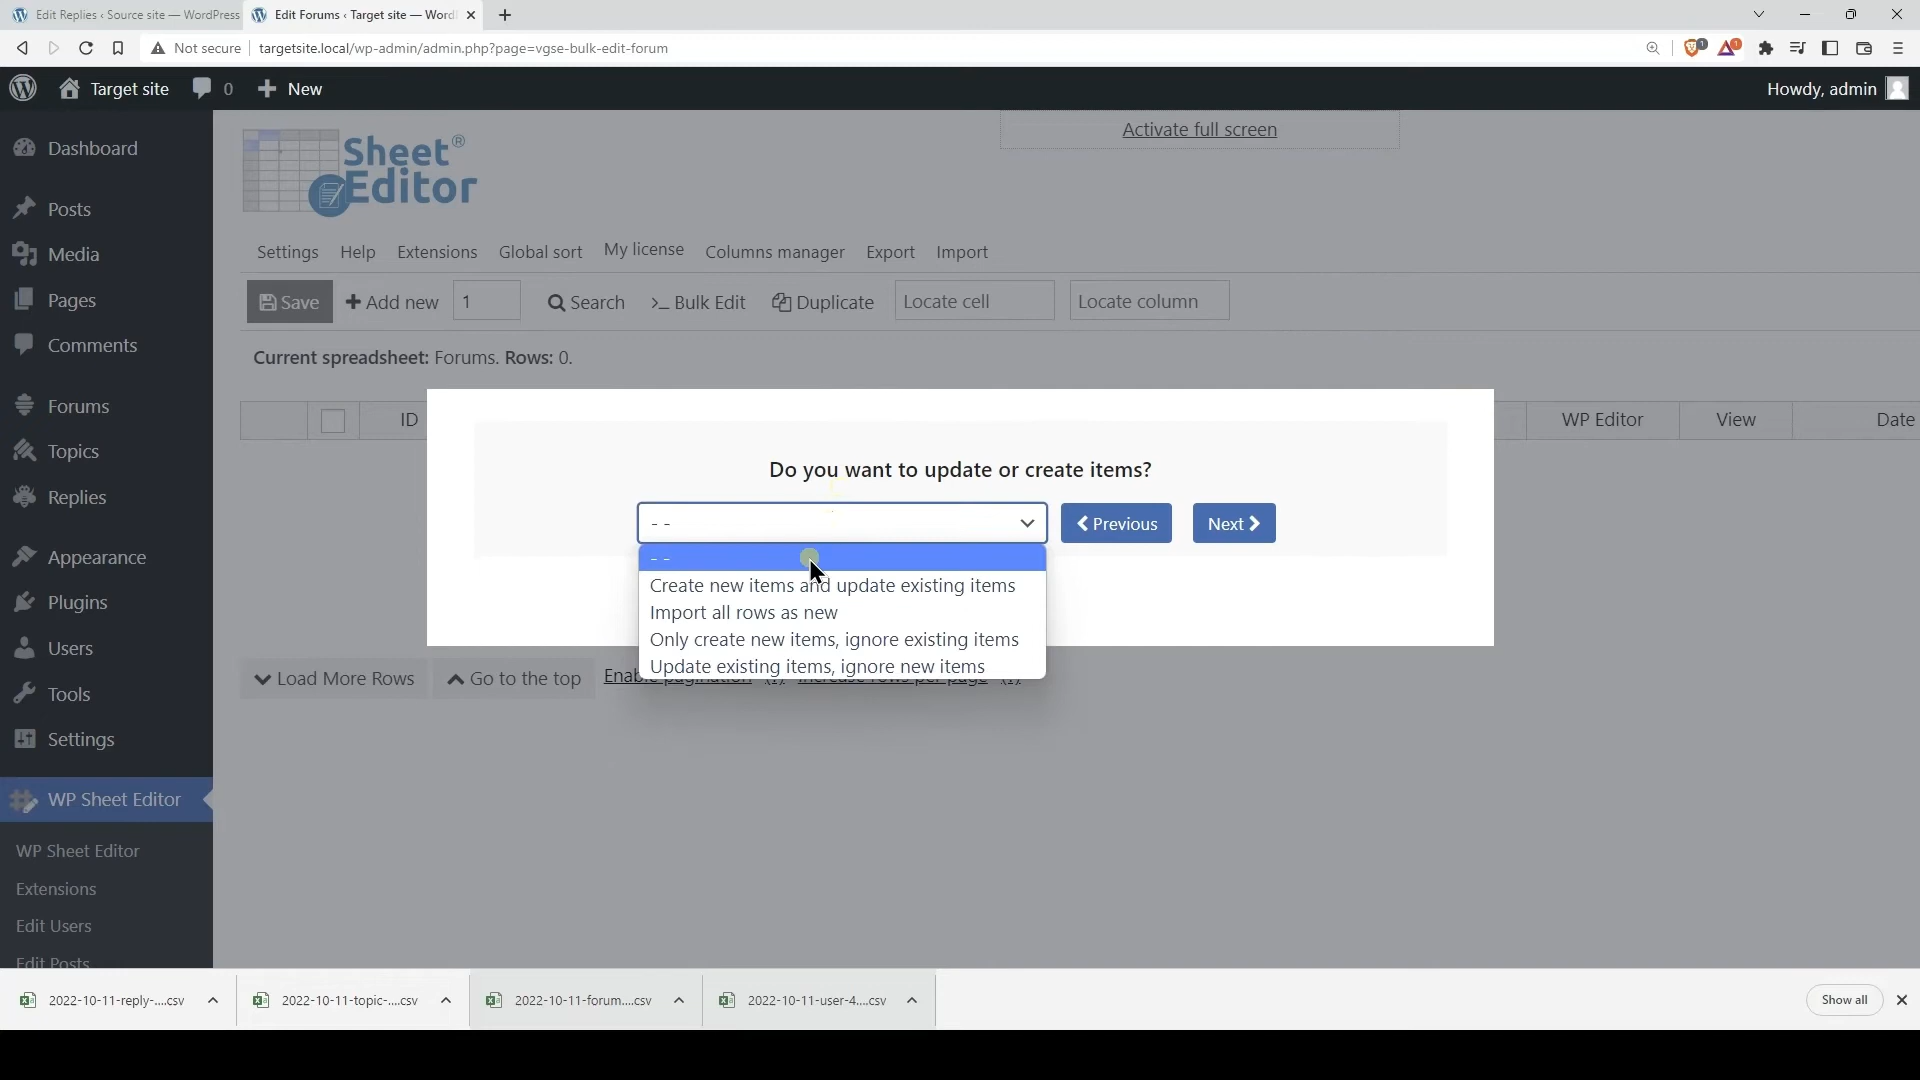 Edit Replies ‹ Source site — WordPress
Edit Forums ‹ Target site — Word
Not secure
targetsite.local/wp-admin/admin.php?page=vgse-bulk-edit-forum
1
1
Target site
0
New
Howdy, admin
Activate full screen
Sheet®
Editor
Dashboard
Posts
Media
Pages
Comments
Forums
Topics
Replies
Appearance
Plugins
Users
Tools
Settings
WP Sheet Editor
WP Sheet Editor
Extensions
Edit Users
Edit Posts
Settings Help Extensions Global sort My license Columns manager Export Import
Save Add new 1 Search >_ Bulk Edit Duplicate Locate cell Locate column
Current spreadsheet: Forums. Rows: 0.
ID WP Editor View Date
Do you want to update or create items?
- - Previous Next
- -
Create new items and update existing items
Import all rows as new
Only create new items, ignore existing items
Update existing items, ignore new items
Load More Rows Go to the top Enable pagination (?) Increase rows per page (?)
2022-10-11-reply-....csv 2022-10-11-topic-....csv 2022-10-11-forum....csv 2022-10-11-user-4....csv Show all